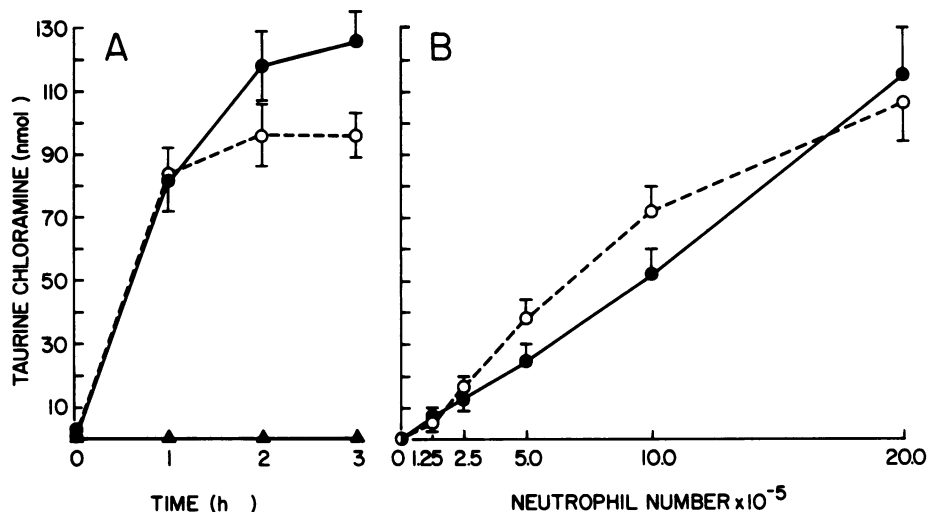 A
B
TAURINE CHLORAMINE (nmol )
130
110
90
70
50
30
10
0
1
2
3
TIME (h )
0 1.25 2.5 5.0 10.0 20.0
NEUTROPHIL NUMBER x10-5